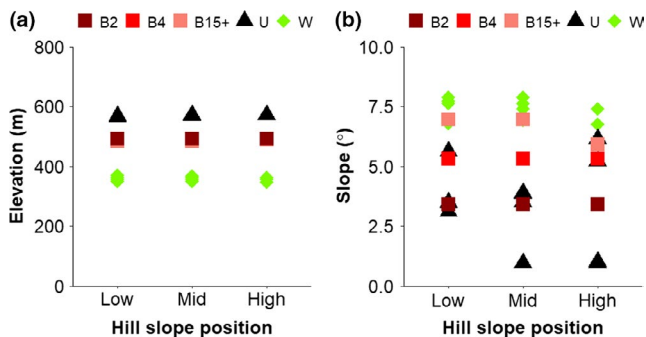 (a) B2 B4 B15+ U W
800
600
400
200
0
Elevation (m)
Low Mid High
Hill slope position
(b) B2 B4 B15+ U W
10.0
7.5
5.0
2.5
0.0
Slope (°)
Low Mid High
Hill slope position